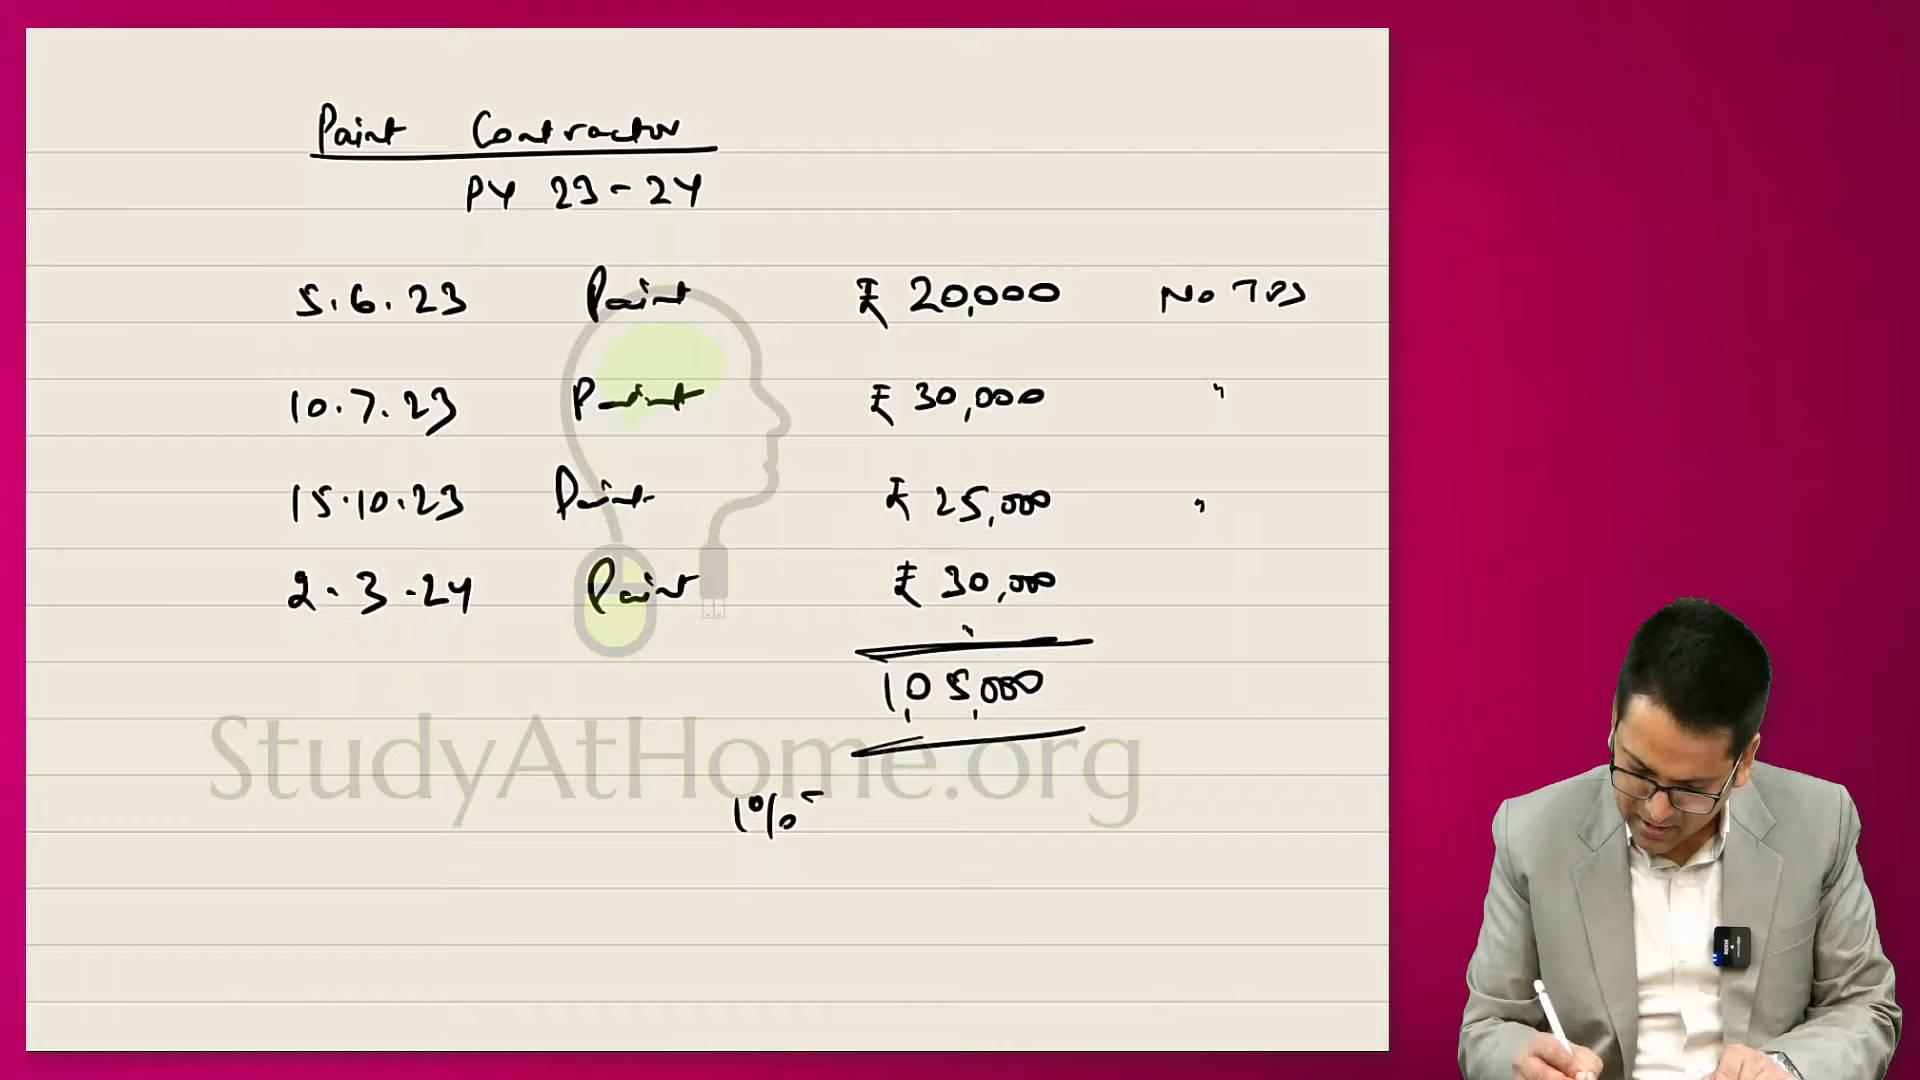 Paint Contractor
PY 23-24
5.6.23 Paint ₹ 20,000 No TDS
10.7.23 Paint ₹ 30,000 "
15.10.23 Paint ₹ 25,000 "
2.3.24 Paint ₹ 30,000
1,05,000
StudyAtHome.org
1%